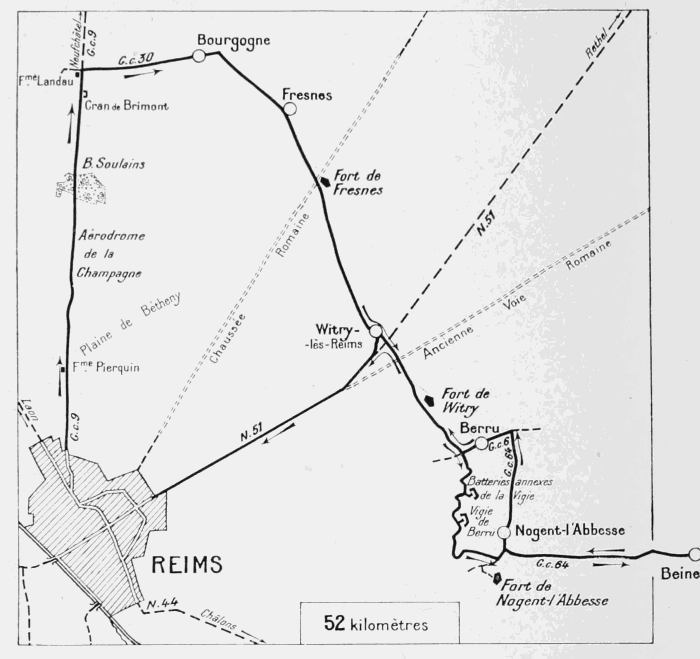 Neufchâtel
G.c.9
G.c.30
Bourgogne
Rethel
Fme Landau
Cran de Brimont
Fresnes
B. Soulains
Fort de
Fresnes
Aérodrome
de la
Champagne
Chaussée Romaine
N.51
Ancienne Voie Romaine
Plaine de Bétheny
Witry-
-lès-Reims
Fme Pierquin
Laon
G.c.9
N.51
Fort de
Witry
Berru
G.c.6
G.c.64
Batteries annexes
de la Vigie
Vigie
de
Berru
Nogent-l'Abbesse
REIMS
G.c.64
Beine
Fort de
Nogent-l'Abbesse
N.44
Châlons
52 kilomètres